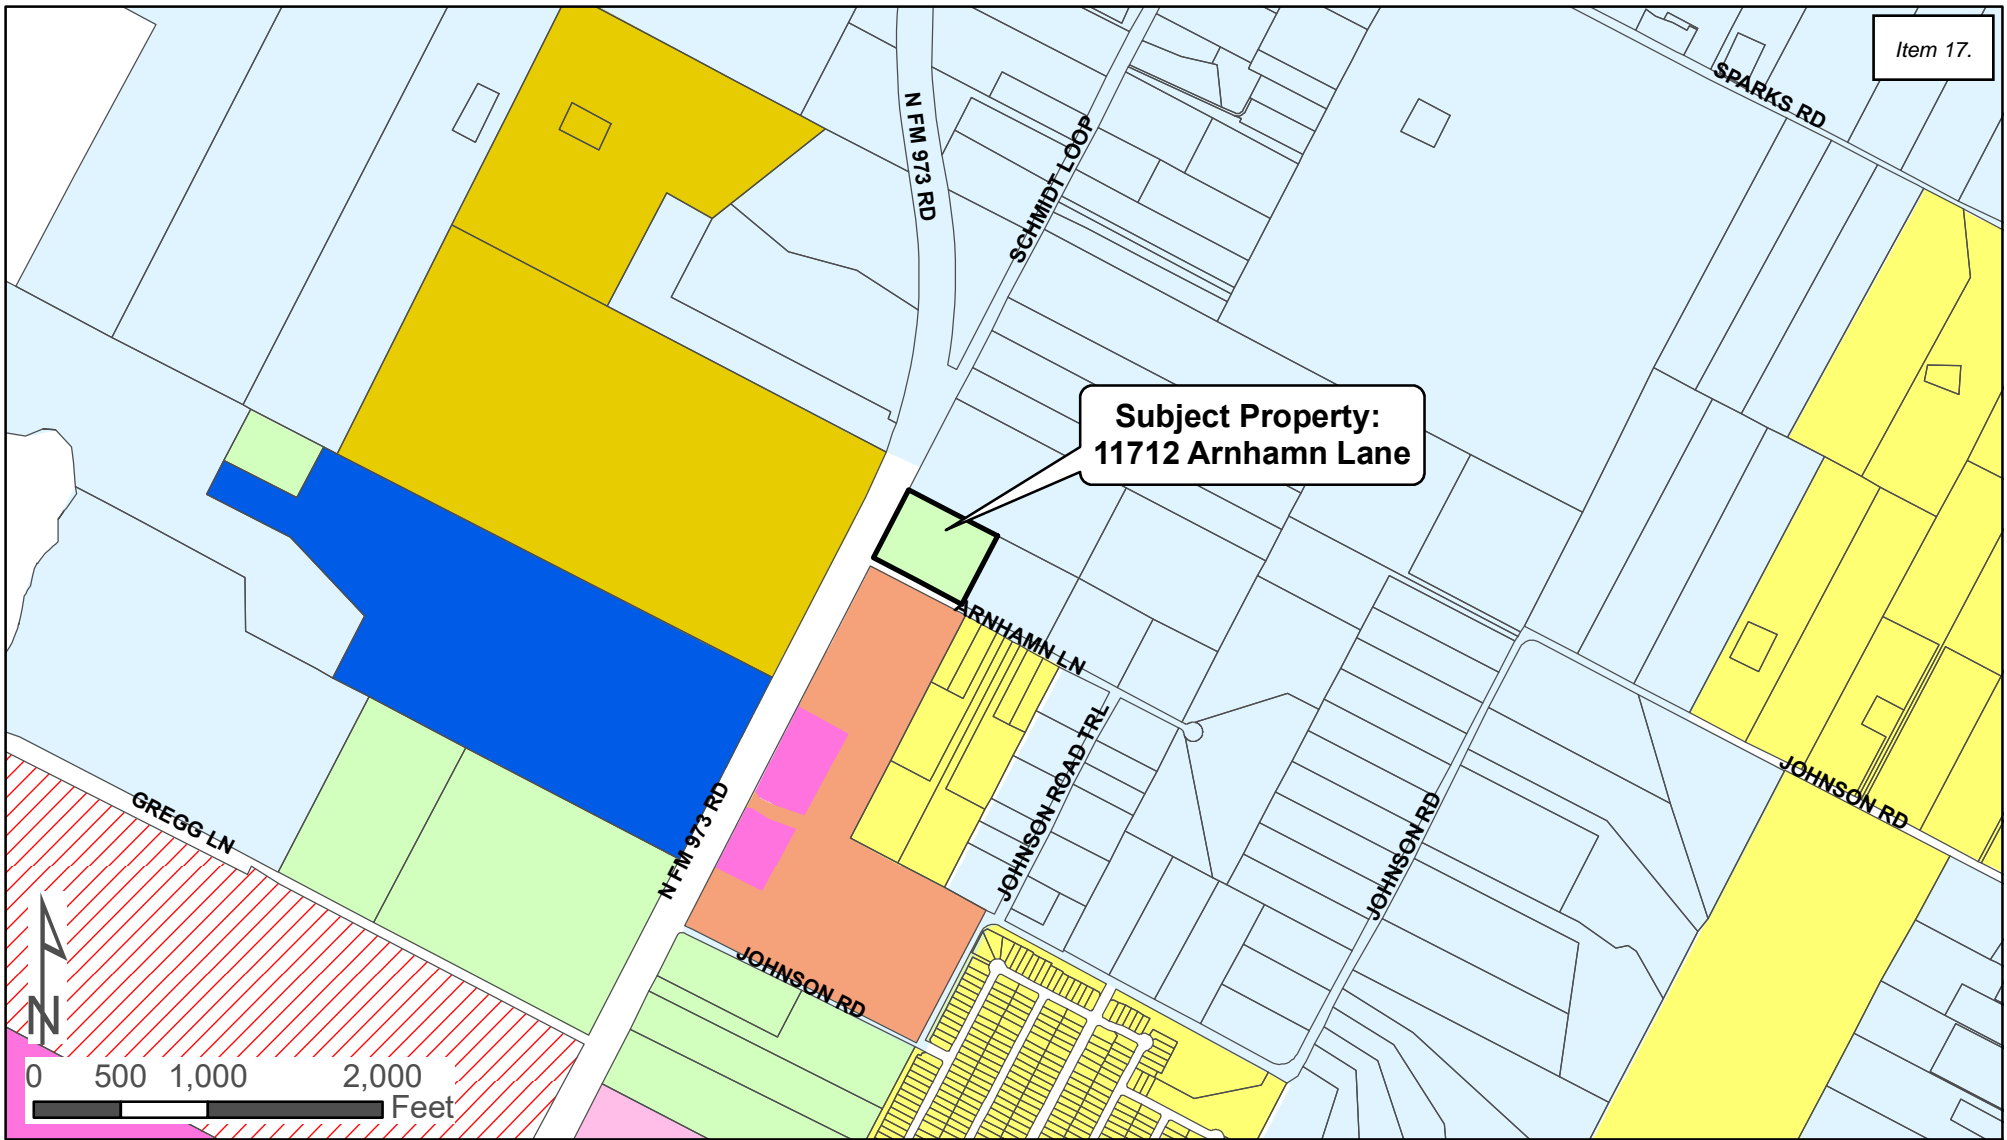 Item 17.
SPARKS RD
N FM 973 RD
SCHMIDT LOOP
Subject Property:
11712 Arnhamn Lane
ARNHAMN LN
JOHNSON ROAD TRL
JOHNSON RD
JOHNSON RD
GREGG LN
N FM 973 RD
JOHNSON RD
N
0 500 1,000 2,000
Feet